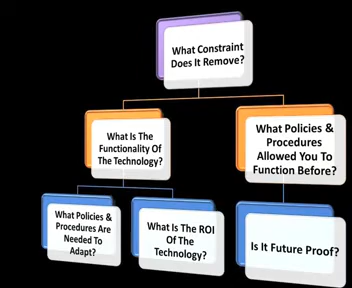 What Constraint
Does It Remove?
What Is The
Functionality Of
The Technology?
What Policies &
Procedures
Allowed You To
Function Before?
What Policies &
Procedures Are
Needed To
Adapt?
What Is The ROI
Of The
Technology?
Is It Future Proof?